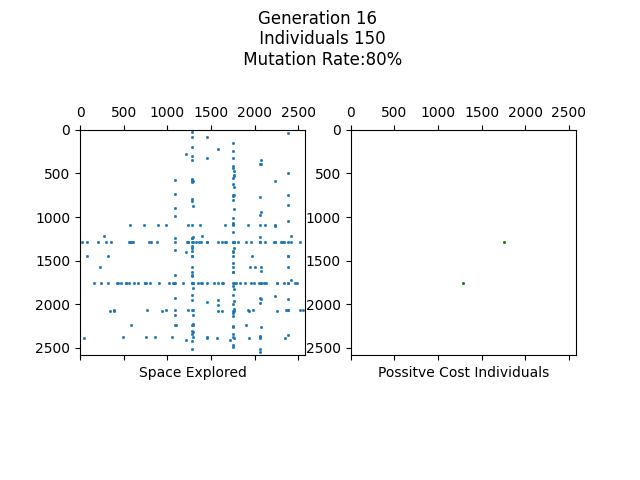 Generation 16
Individuals 150
Mutation Rate:80%
0 500 1000 1500 2000 2500
0 500 1000 1500 2000 2500
0
500
1000
1500
2000
2500
0
500
1000
1500
2000
2500
Space Explored
Possitve Cost Individuals